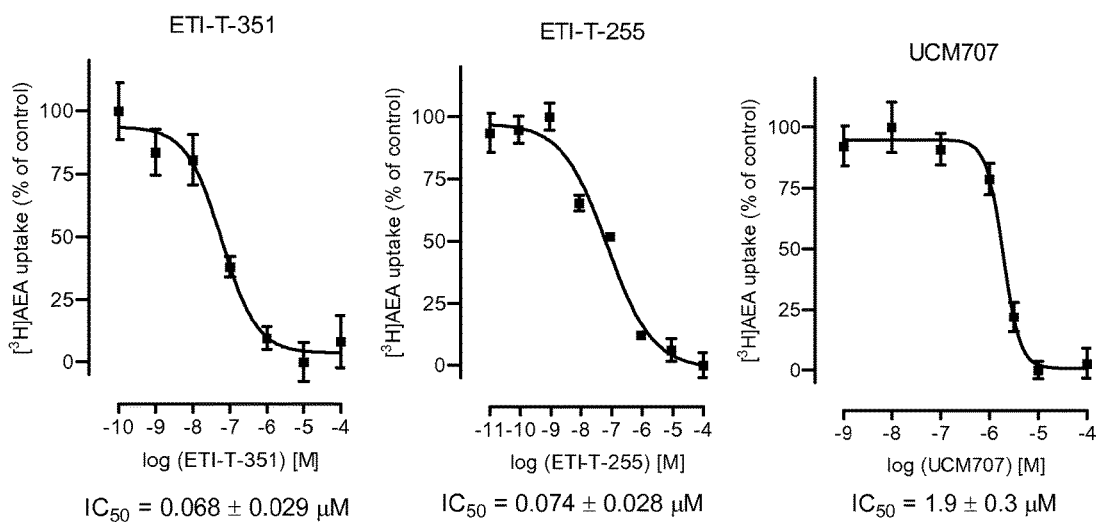 ETI-T-351
[³H]AEA uptake (% of control)
100
75
50
25
0
-10 -9 -8 -7 -6 -5 -4
log (ETI-T-351) [M]
IC₅₀ = 0.068 ± 0.029 μM
ETI-T-255
[³H]AEA uptake (% of control)
100
75
50
25
0
-11 -10 -9 -8 -7 -6 -5 -4
log (ETI-T-255) [M]
IC₅₀ = 0.074 ± 0.028 μM
UCM707
[³H]AEA uptake (% of control)
100
75
50
25
0
-9 -8 -7 -6 -5 -4
log (UCM707) [M]
IC₅₀ = 1.9 ± 0.3 μM